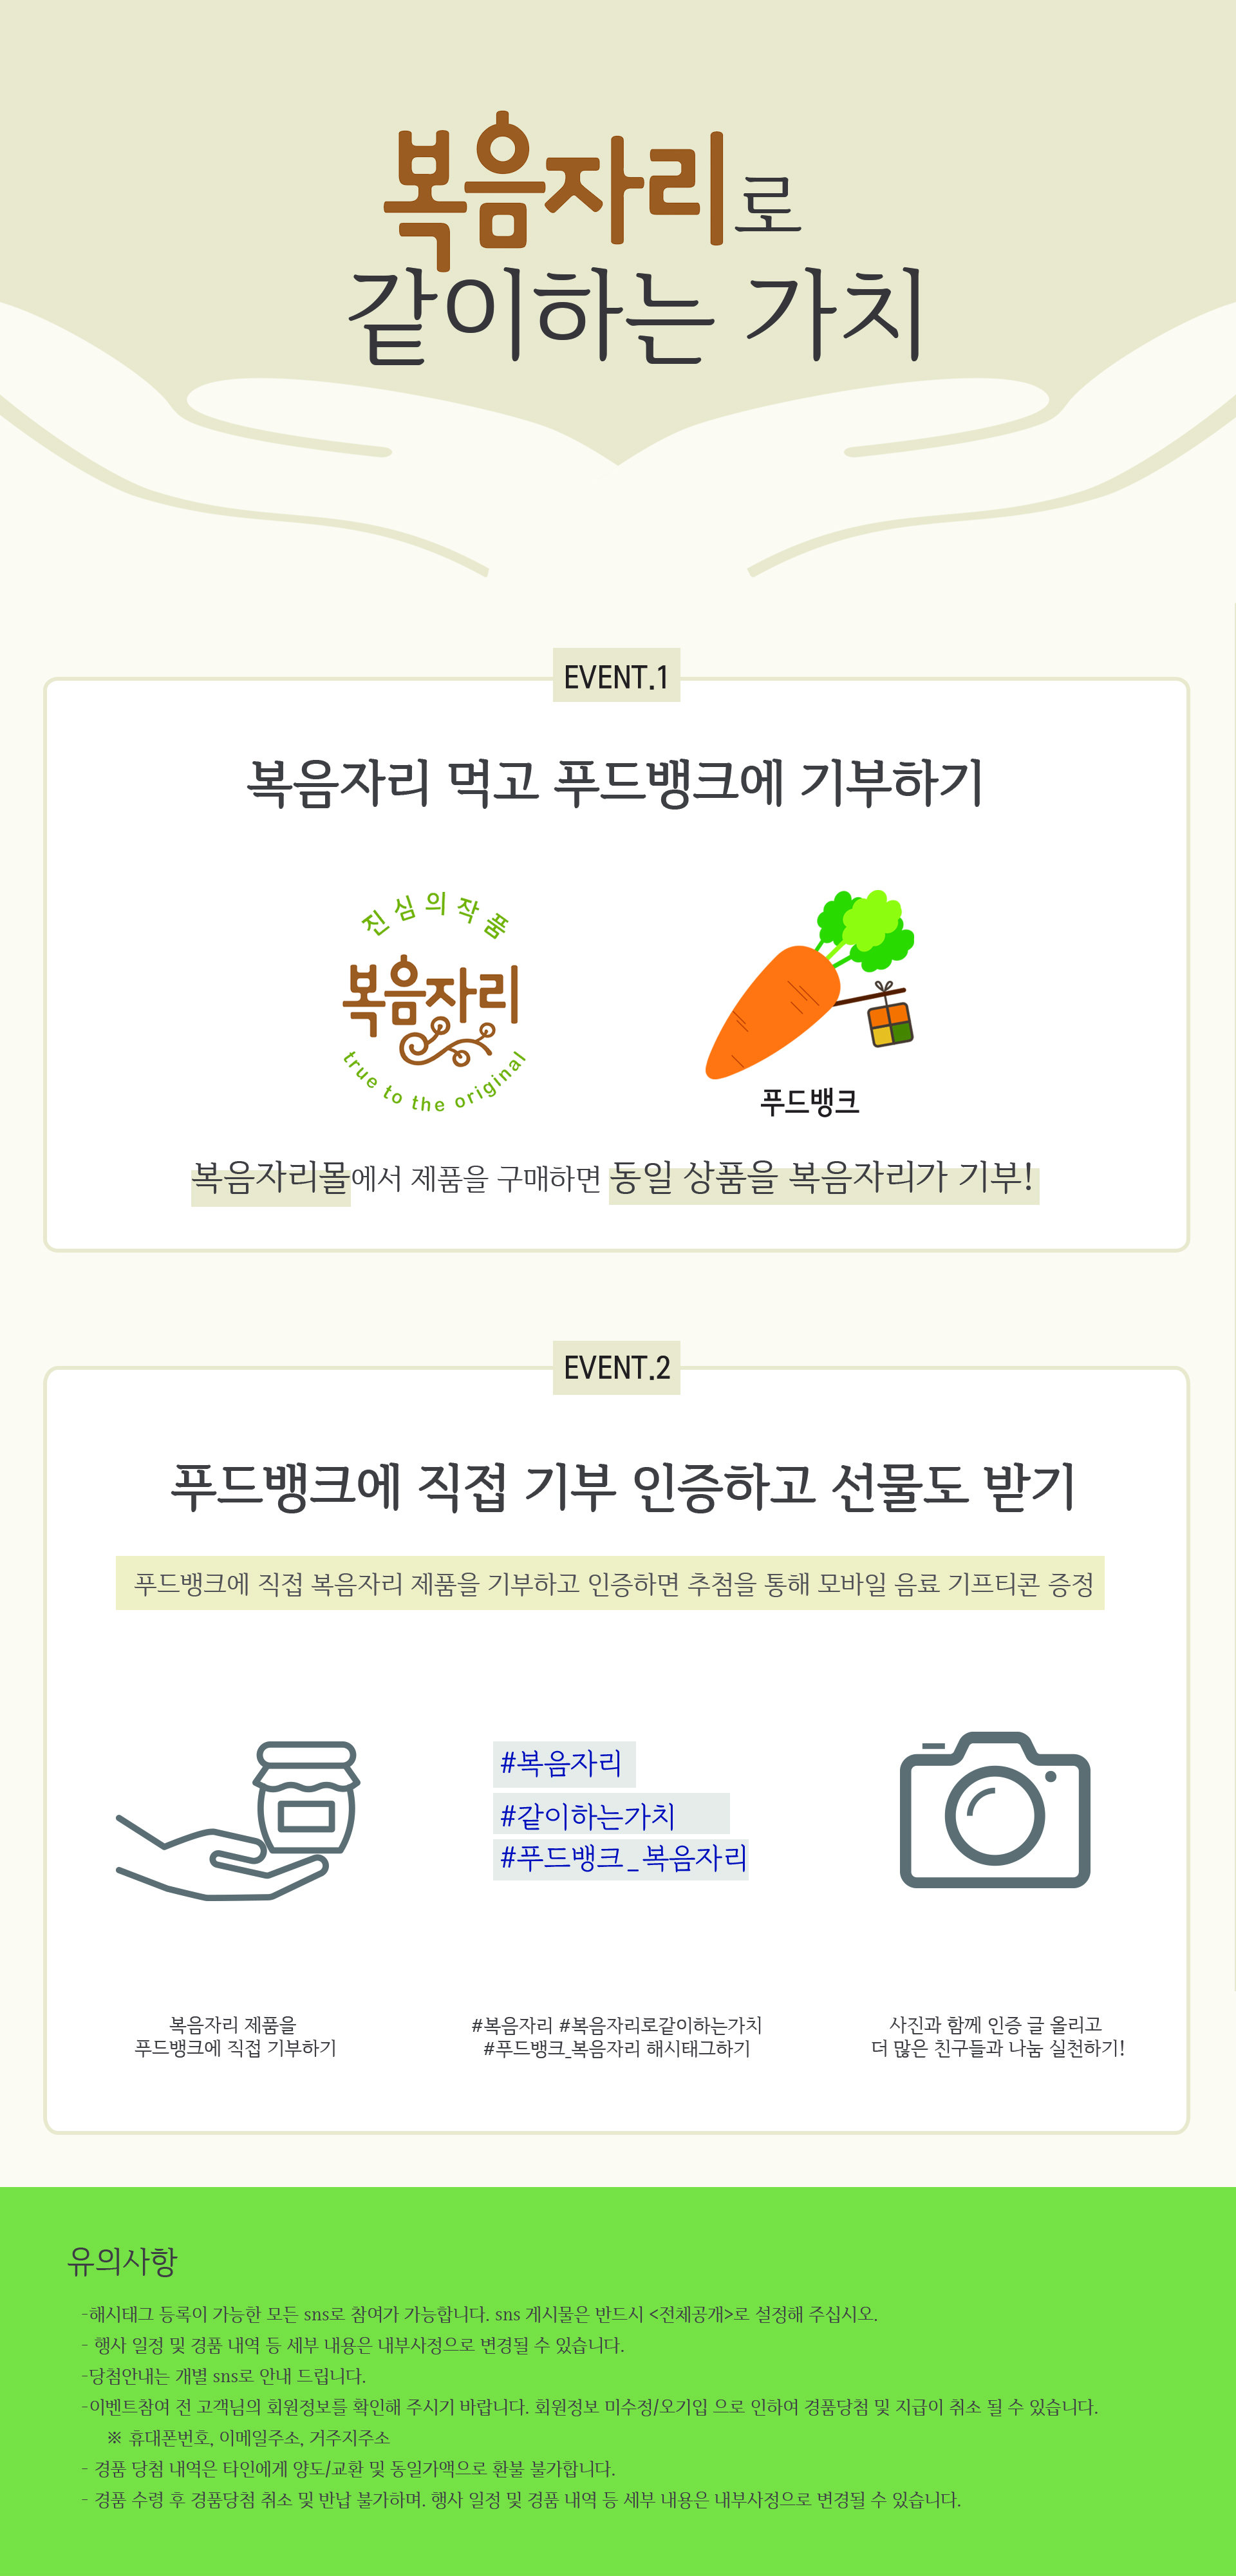 복음자리로
같이하는 가치
EVENT.1
복음자리 먹고 푸드뱅크에 기부하기
진심의작품
복음자리
true to the original
푸드뱅크
복음자리몰에서 제품을 구매하면 동일 상품을 복음자리가 기부!
EVENT.2
푸드뱅크에 직접 기부 인증하고 선물도 받기
푸드뱅크에 직접 복음자리 제품을 기부하고 인증하면 추첨을 통해 모바일 음료 기프티콘 증정
#복음자리
#같이하는가치
#푸드뱅크_복음자리
복음자리 제품을
푸드뱅크에 직접 기부하기
#복음자리 #복음자리로같이하는가치
#푸드뱅크_복음자리 해시태그하기
사진과 함께 인증 글 올리고
더 많은 친구들과 나눔 실천하기!
유의사항
-해시태그 등록이 가능한 모든 sns로 참여가 가능합니다. sns 게시물은 반드시 <전체공개>로 설정해 주십시오.
- 행사 일정 및 경품 내역 등 세부 내용은 내부사정으로 변경될 수 있습니다.
-당첨안내는 개별 sns로 안내 드립니다.
-이벤트참여 전 고객님의 회원정보를 확인해 주시기 바랍니다. 회원정보 미수정/오기입 으로 인하여 경품당첨 및 지급이 취소 될 수 있습니다.
※ 휴대폰번호, 이메일주소, 거주지주소
- 경품 당첨 내역은 타인에게 양도/교환 및 동일가액으로 환불 불가합니다.
- 경품 수령 후 경품당첨 취소 및 반납 불가하며. 행사 일정 및 경품 내역 등 세부 내용은 내부사정으로 변경될 수 있습니다.